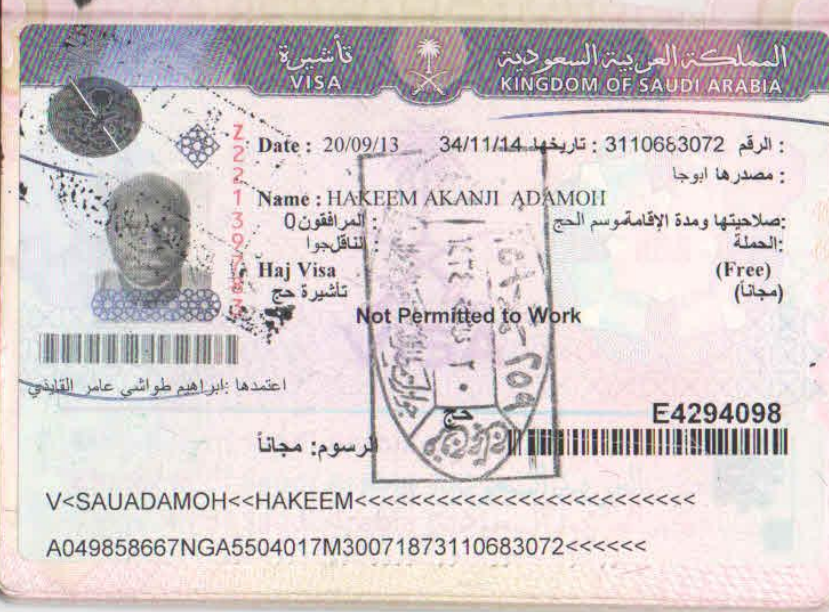 المملكة العربية السعودية
KINGDOM OF SAUDI ARABIA
تأشيرة
VISA
الرقم : 3110683072 تاريخها : 34/11/14 Date : 20/09/13
مصدرها ابوجا :
Name : HAKEEM AKANJI ADAMOH
صلاحيتها ومدة الإقامة: موسم الحج المرافقون: 0
الحملة: الناقل: جوا
Haj Visa (Free)
تأشيرة حج (مجاناً)
Not Permitted to Work
اعتمدها :ابراهيم طواشي عامر
E4294098
حج
الرسوم: مجاناً
V<SAUADAMOH<<HAKEEM<<<<<<<<<<<<<<<<<<<<<<<<<<
A049858667NGA5504017M30071873110683072<<<<<<